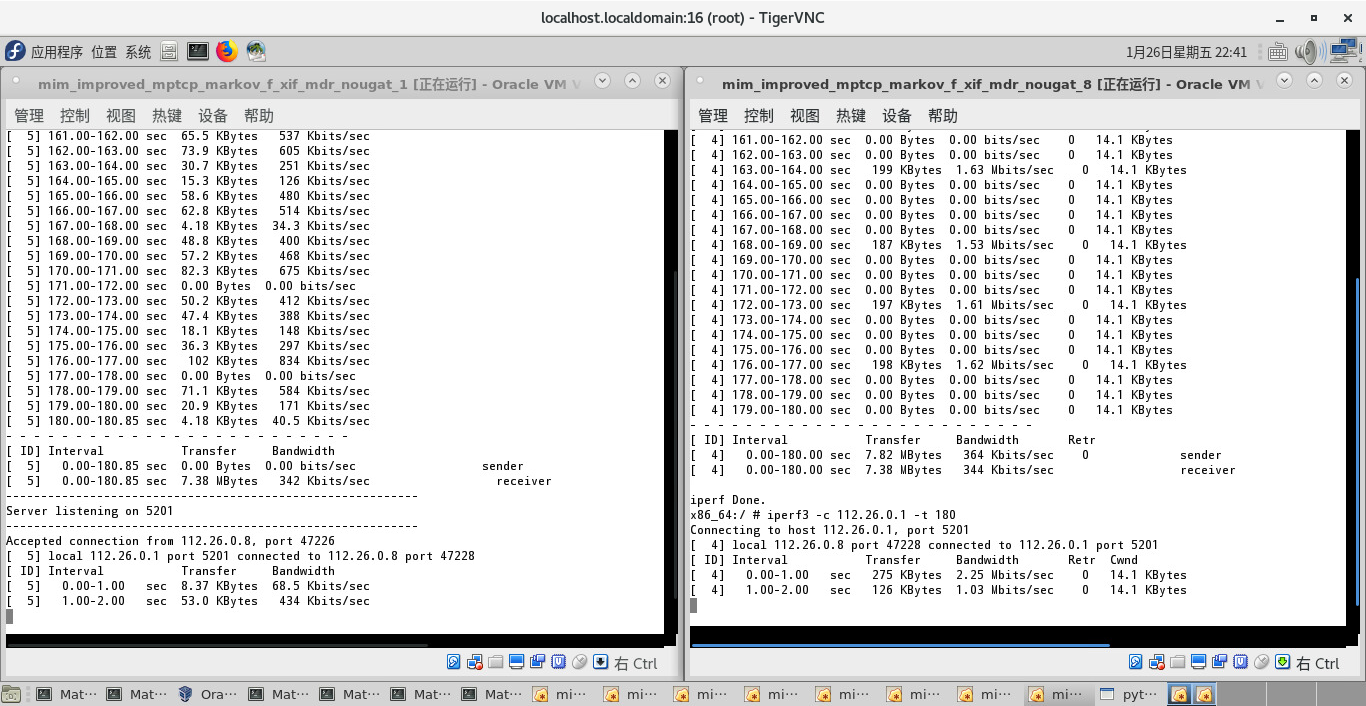 localhost.localdomain:16 (root) - TigerVNC
应用程序 位置 系统
1月26日星期五 22:41
mim_improved_mptcp_markov_f_xif_mdr_nougat_1 [正在运行] - Oracle VM V
管理 控制 视图 热键 设备 帮助
[  5] 161.00-162.00 sec  65.5 KBytes   537 Kbits/sec
[  5] 162.00-163.00 sec  73.9 KBytes   605 Kbits/sec
[  5] 163.00-164.00 sec  30.7 KBytes   251 Kbits/sec
[  5] 164.00-165.00 sec  15.3 KBytes   126 Kbits/sec
[  5] 165.00-166.00 sec  58.6 KBytes   480 Kbits/sec
[  5] 166.00-167.00 sec  62.8 KBytes   514 Kbits/sec
[  5] 167.00-168.00 sec  4.18 KBytes  34.3 Kbits/sec
[  5] 168.00-169.00 sec  48.8 KBytes   400 Kbits/sec
[  5] 169.00-170.00 sec  57.2 KBytes   468 Kbits/sec
[  5] 170.00-171.00 sec  82.3 KBytes   675 Kbits/sec
[  5] 171.00-172.00 sec  0.00 Bytes  0.00 bits/sec
[  5] 172.00-173.00 sec  50.2 KBytes   412 Kbits/sec
[  5] 173.00-174.00 sec  47.4 KBytes   388 Kbits/sec
[  5] 174.00-175.00 sec  18.1 KBytes   148 Kbits/sec
[  5] 175.00-176.00 sec  36.3 KBytes   297 Kbits/sec
[  5] 176.00-177.00 sec   102 KBytes   834 Kbits/sec
[  5] 177.00-178.00 sec  0.00 Bytes  0.00 bits/sec
[  5] 178.00-179.00 sec  71.1 KBytes   584 Kbits/sec
[  5] 179.00-180.00 sec  20.9 KBytes   171 Kbits/sec
[  5] 180.00-180.85 sec  4.18 KBytes  40.5 Kbits/sec
- - - - - - - - - - - - - - - - - - - - - - - - -
[ ID] Interval           Transfer     Bandwidth
[  5]   0.00-180.85 sec  0.00 Bytes  0.00 bits/sec                  sender
[  5]   0.00-180.85 sec  7.38 MBytes   342 Kbits/sec                  receiver
-----------------------------------------------------------
Server listening on 5201
-----------------------------------------------------------
Accepted connection from 112.26.0.8, port 47226
[  5] local 112.26.0.1 port 5201 connected to 112.26.0.8 port 47228
[ ID] Interval           Transfer     Bandwidth
[  5]   0.00-1.00   sec  8.37 KBytes  68.5 Kbits/sec
[  5]   1.00-2.00   sec  53.0 KBytes   434 Kbits/sec
右 Ctrl
mim_improved_mptcp_markov_f_xif_mdr_nougat_8 [正在运行] - Oracle VM V
管理 控制 视图 热键 设备 帮助
[  4] 161.00-162.00 sec  0.00 Bytes  0.00 bits/sec    0   14.1 KBytes
[  4] 162.00-163.00 sec  0.00 Bytes  0.00 bits/sec    0   14.1 KBytes
[  4] 163.00-164.00 sec   199 KBytes  1.63 Mbits/sec    0   14.1 KBytes
[  4] 164.00-165.00 sec  0.00 Bytes  0.00 bits/sec    0   14.1 KBytes
[  4] 165.00-166.00 sec  0.00 Bytes  0.00 bits/sec    0   14.1 KBytes
[  4] 166.00-167.00 sec  0.00 Bytes  0.00 bits/sec    0   14.1 KBytes
[  4] 167.00-168.00 sec  0.00 Bytes  0.00 bits/sec    0   14.1 KBytes
[  4] 168.00-169.00 sec   187 KBytes  1.53 Mbits/sec    0   14.1 KBytes
[  4] 169.00-170.00 sec  0.00 Bytes  0.00 bits/sec    0   14.1 KBytes
[  4] 170.00-171.00 sec  0.00 Bytes  0.00 bits/sec    0   14.1 KBytes
[  4] 171.00-172.00 sec  0.00 Bytes  0.00 bits/sec    0   14.1 KBytes
[  4] 172.00-173.00 sec   197 KBytes  1.61 Mbits/sec    0   14.1 KBytes
[  4] 173.00-174.00 sec  0.00 Bytes  0.00 bits/sec    0   14.1 KBytes
[  4] 174.00-175.00 sec  0.00 Bytes  0.00 bits/sec    0   14.1 KBytes
[  4] 175.00-176.00 sec  0.00 Bytes  0.00 bits/sec    0   14.1 KBytes
[  4] 176.00-177.00 sec   198 KBytes  1.62 Mbits/sec    0   14.1 KBytes
[  4] 177.00-178.00 sec  0.00 Bytes  0.00 bits/sec    0   14.1 KBytes
[  4] 178.00-179.00 sec  0.00 Bytes  0.00 bits/sec    0   14.1 KBytes
[  4] 179.00-180.00 sec  0.00 Bytes  0.00 bits/sec    0   14.1 KBytes
- - - - - - - - - - - - - - - - - - - - - - - - -
[ ID] Interval           Transfer     Bandwidth       Retr
[  4]   0.00-180.00 sec  7.82 MBytes   364 Kbits/sec    0             sender
[  4]   0.00-180.00 sec  7.38 MBytes   344 Kbits/sec                  receiver
iperf Done.
x86_64:/ # iperf3 -c 112.26.0.1 -t 180
Connecting to host 112.26.0.1, port 5201
[  4] local 112.26.0.8 port 47228 connected to 112.26.0.1 port 5201
[ ID] Interval           Transfer     Bandwidth       Retr  Cwnd
[  4]   0.00-1.00   sec   275 KBytes  2.25 Mbits/sec    0   14.1 KBytes
[  4]   1.00-2.00   sec   126 KBytes  1.03 Mbits/sec    0   14.1 KBytes
右 Ctrl
Mat⋯ Mat⋯ Ora⋯ Mat⋯ Mat⋯ Mat⋯ Mat⋯ mi⋯ mi⋯ mi⋯ mi⋯ mi⋯ mi⋯ mi⋯ mi⋯ pyt⋯